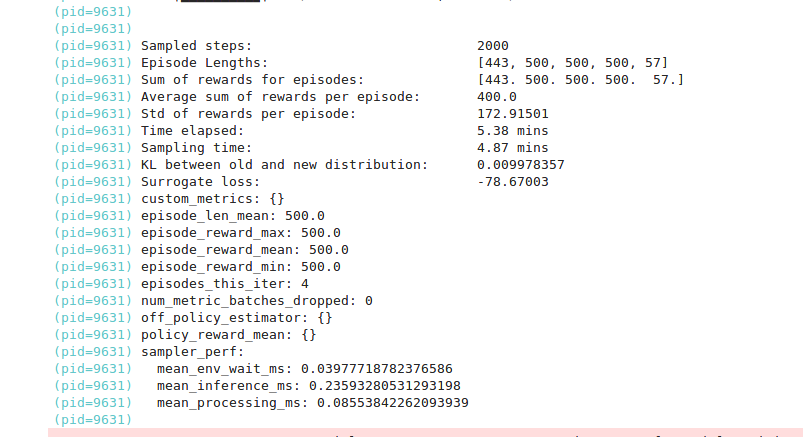 (pid=9631)
(pid=9631)
(pid=9631) Sampled steps: 2000
(pid=9631) Episode Lengths: [443, 500, 500, 500, 57]
(pid=9631) Sum of rewards for episodes: [443. 500. 500. 500.  57.]
(pid=9631) Average sum of rewards per episode: 400.0
(pid=9631) Std of rewards per episode: 172.91501
(pid=9631) Time elapsed: 5.38 mins
(pid=9631) Sampling time: 4.87 mins
(pid=9631) KL between old and new distribution: 0.009978357
(pid=9631) Surrogate loss: -78.67003
(pid=9631) custom_metrics: {}
(pid=9631) episode_len_mean: 500.0
(pid=9631) episode_reward_max: 500.0
(pid=9631) episode_reward_mean: 500.0
(pid=9631) episode_reward_min: 500.0
(pid=9631) episodes_this_iter: 4
(pid=9631) num_metric_batches_dropped: 0
(pid=9631) off_policy_estimator: {}
(pid=9631) policy_reward_mean: {}
(pid=9631) sampler_perf:
(pid=9631)   mean_env_wait_ms: 0.03977718782376586
(pid=9631)   mean_inference_ms: 0.23593280531293198
(pid=9631)   mean_processing_ms: 0.08553842262093939
(pid=9631)